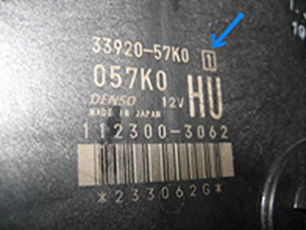 33920-57K0 1
057K0
DENSO 12V HU
MADE IN JAPAN
112300-3062
*233062G*